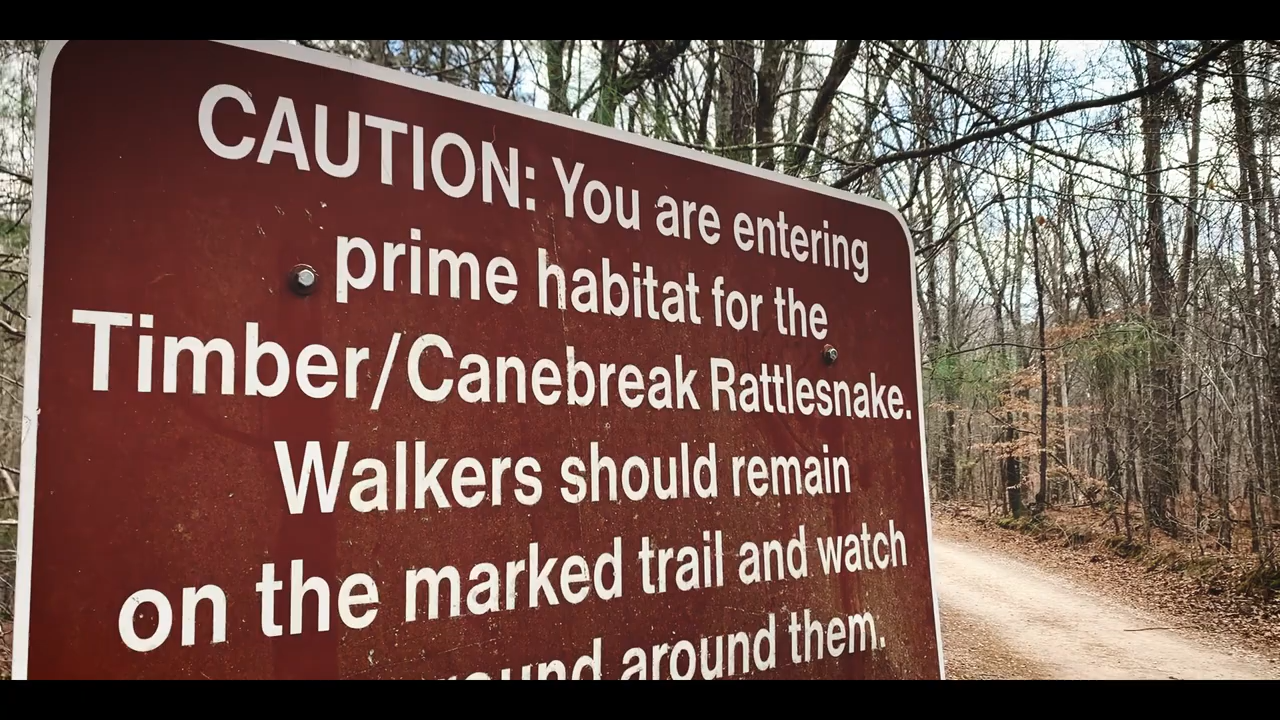 CAUTION: You are entering
prime habitat for the
Timber/Canebreak Rattlesnake.
Walkers should remain
on the marked trail and watch
around them.